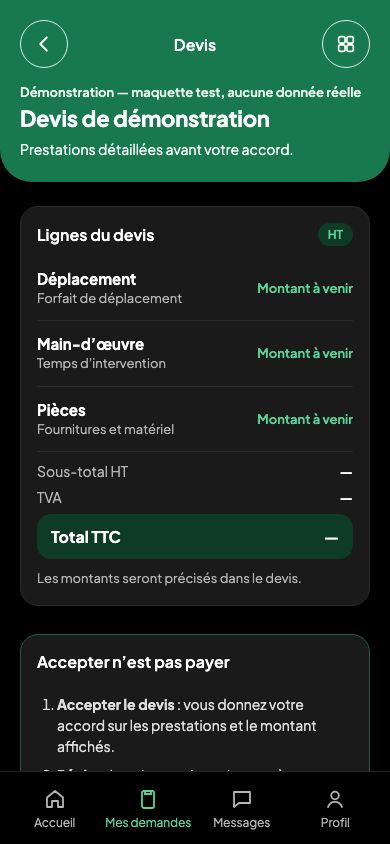 Devis
Démonstration — maquette test, aucune donnée réelle
Devis de démonstration
Prestations détaillées avant votre accord.
Lignes du devis
HT
Déplacement
Forfait de déplacement
Montant à venir
Main-d’œuvre
Temps d’intervention
Montant à venir
Pièces
Fournitures et matériel
Montant à venir
Sous-total HT —
TVA —
Total TTC —
Les montants seront précisés dans le devis.
Accepter n’est pas payer
1. Accepter le devis : vous donnez votre
accord sur les prestations et le montant
affichés.
Accueil
Mes demandes
Messages
Profil